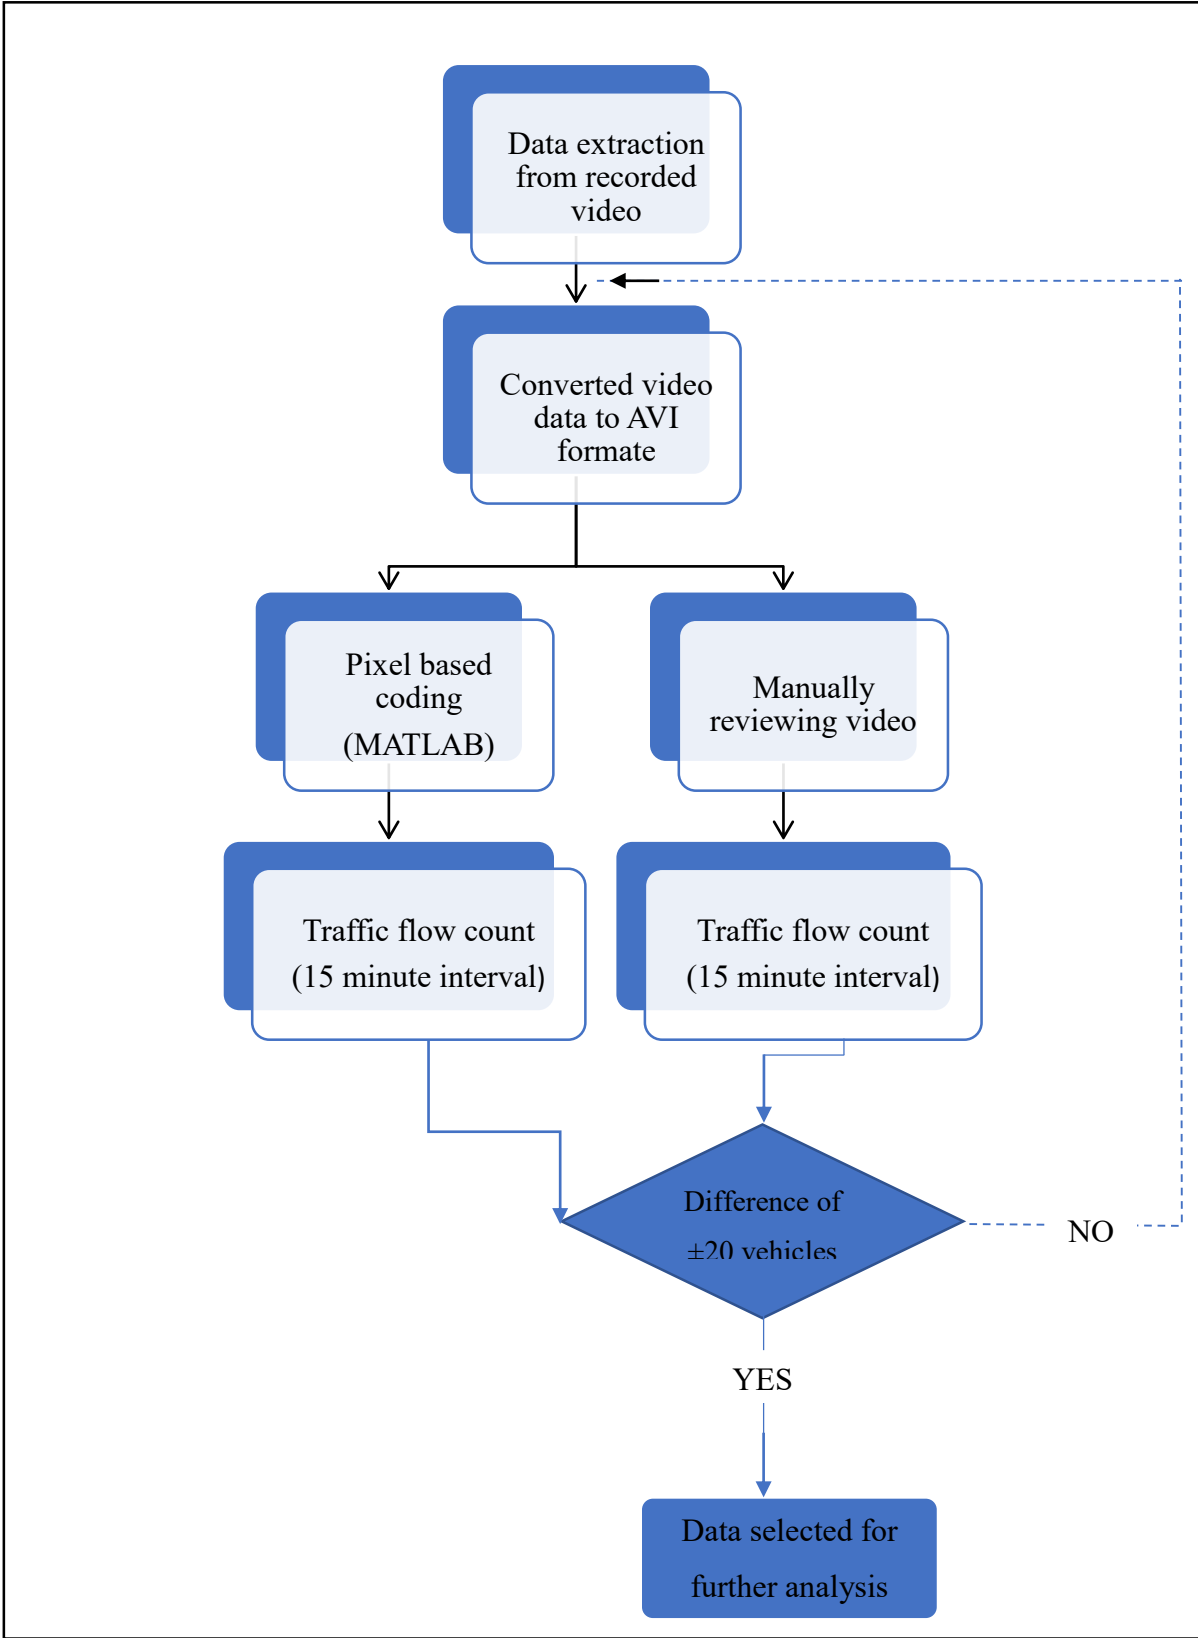 Data extraction
from recorded
video
Converted video
data to AVI
formate
Pixel based
coding
(MATLAB)
Manually
reviewing video
Traffic flow count
(15 minute interval)
Traffic flow count
(15 minute interval)
Difference of
±20 vehicles
NO
YES
Data selected for
further analysis